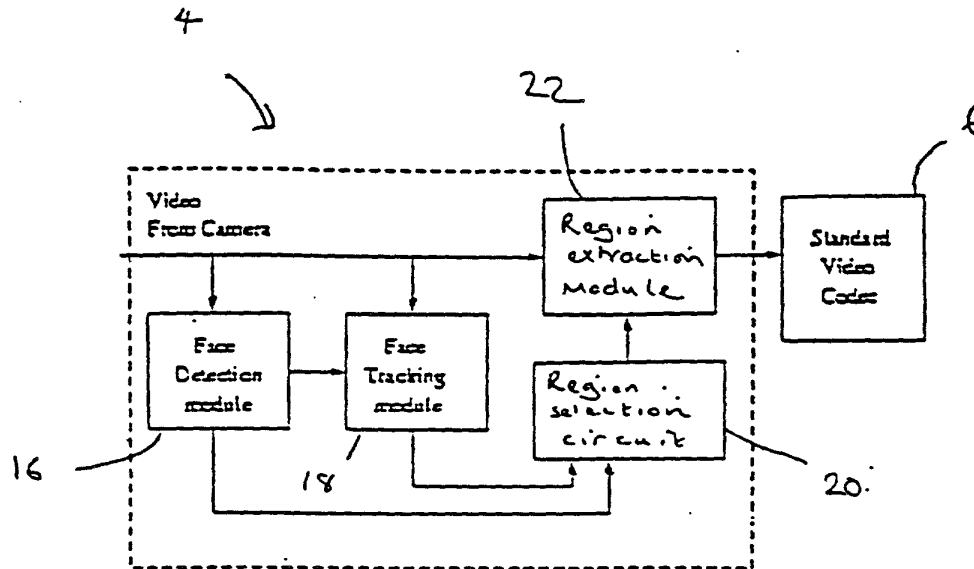 4
22
6
Video
From Camera
Region
extraction
Module
Standard
Video
Codec
Face
Detection
module
Face
Tracking
module
Region
selection
circuit
16
18
20